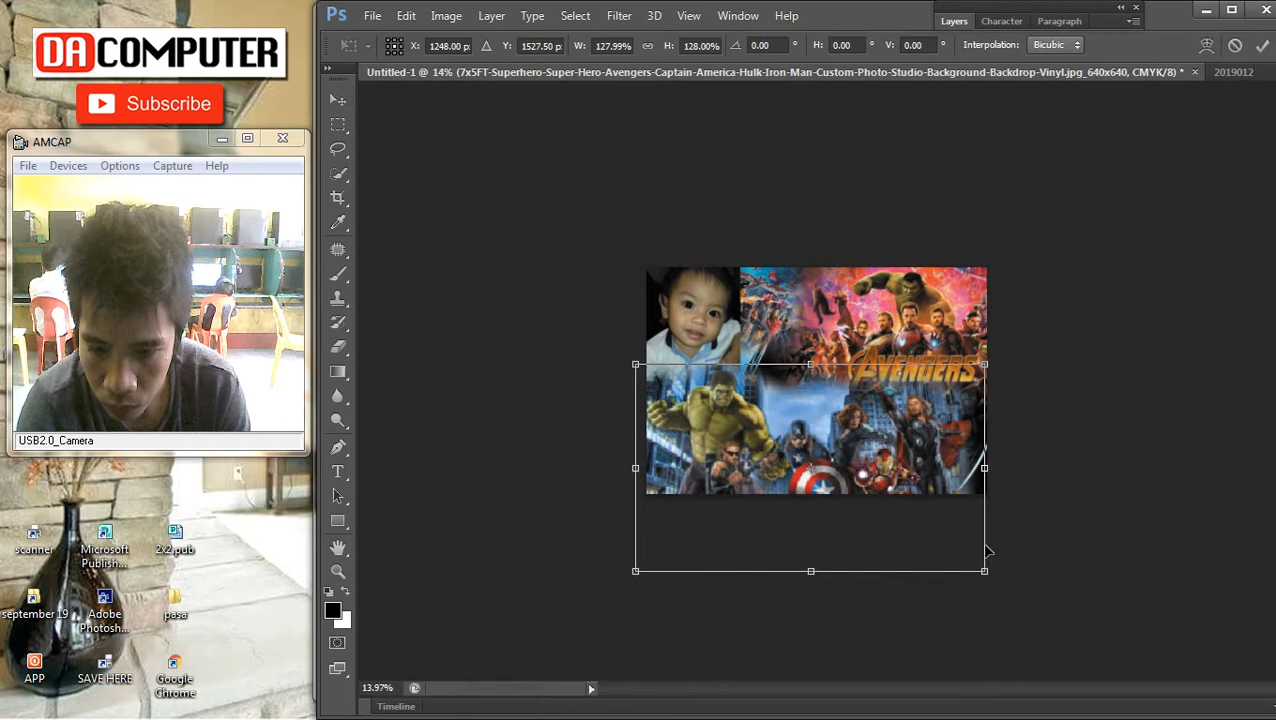 DA COMPUTER
Subscribe
AMCAP
File Devices Options Capture Help
USB2.0_Camera
scanner
Microsoft Publish...
2x2.pub
september 19
Adobe Photosh...
pasa
APP
SAVE HERE
Google Chrome
Ps File Edit Image Layer Type Select Filter 3D View Window Help
Layers Character Paragraph
X: 1248.00 p Y: 1527.50 p W: 127.99% H: 128.00% 0.00 ° H: 0.00 ° V: 0.00 ° Interpolation: Bicubic
Untitled-1 @ 14% (7x5FT-Superhero-Super-Hero-Avengers-Captain-America-Hulk-Iron-Man-Custom-Photo-Studio-Background-Backdrop-Vinyl.jpg_640x640, CMYK/8) * × 2019012
AVENGERS
13.97%
Timeline